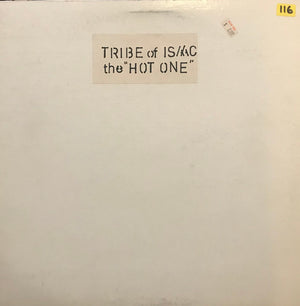 116
TRIBE of IS/AC
the "HOT ONE"